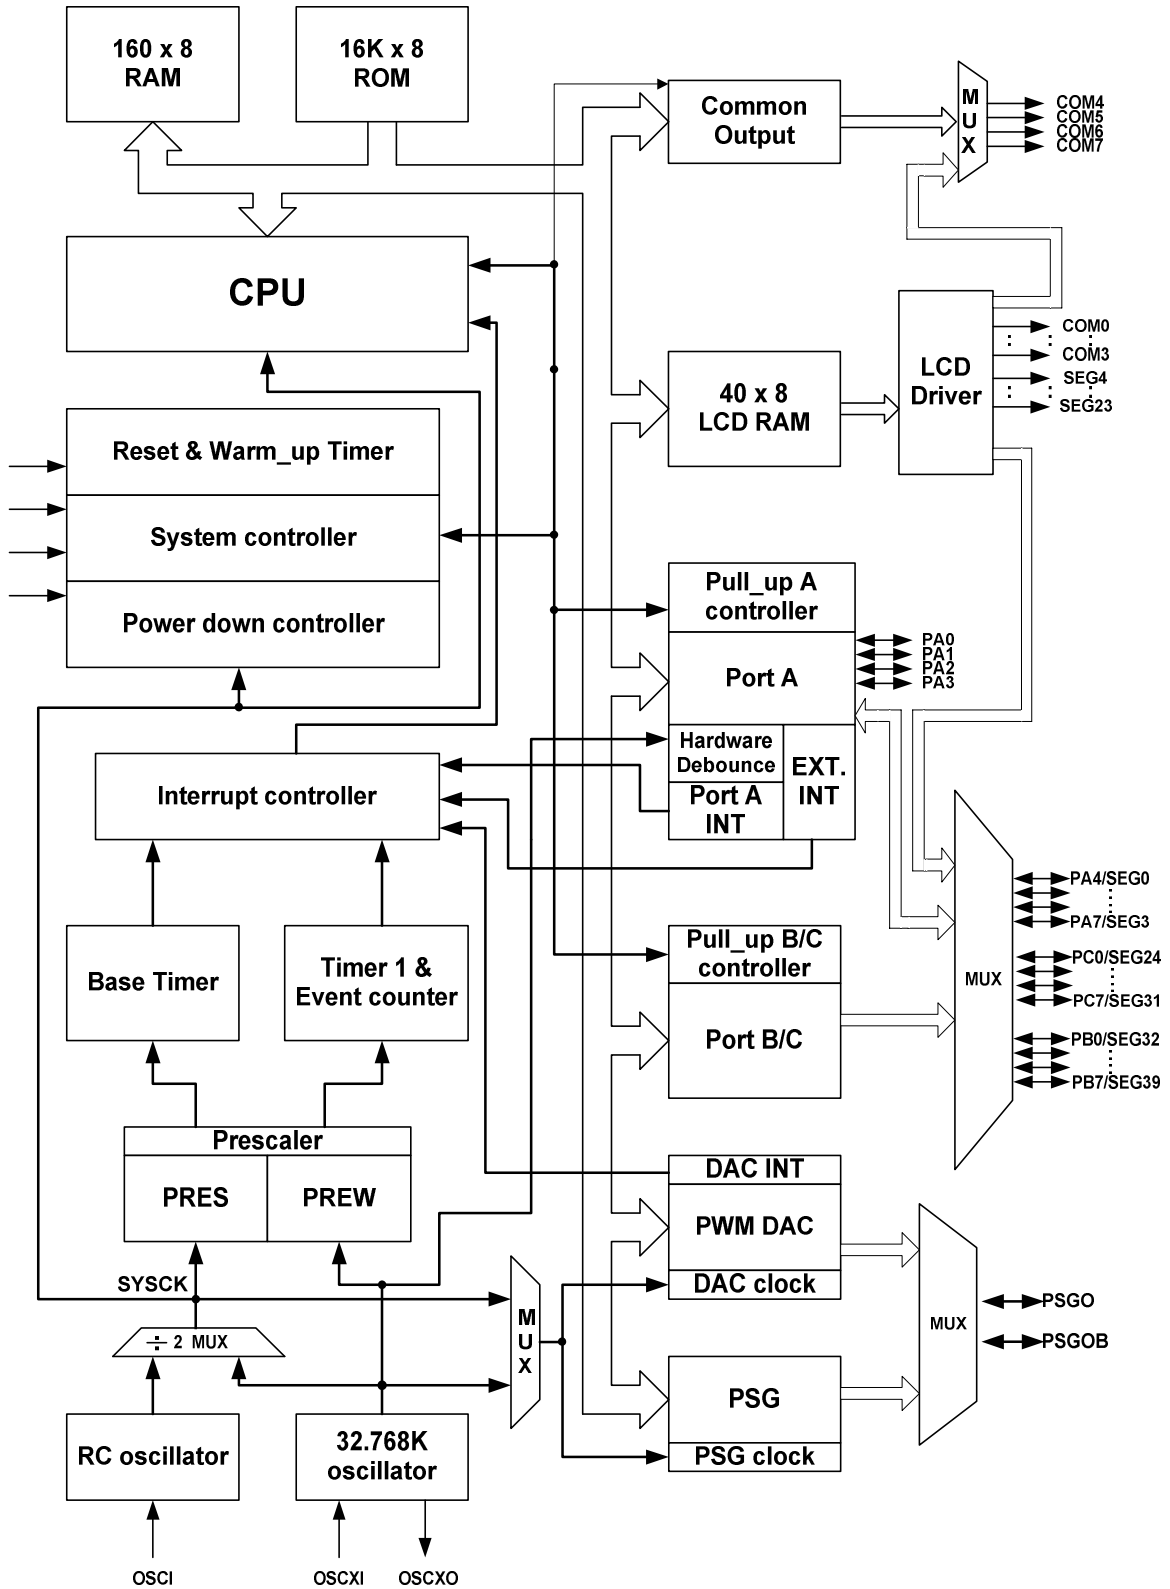 160 x 8
RAM
16K x 8
ROM
Common
Output
M
U
X
COM4
COM5
COM6
COM7
CPU
LCD
Driver
COM0
COM3
SEG4
SEG23
40 x 8
LCD RAM
Reset & Warm_up Timer
System controller
Power down controller
Pull_up A
controller
Port A
PA0
PA1
PA2
PA3
Hardware
Debounce
EXT.
INT
Port A
INT
Interrupt controller
Base Timer
Timer 1 &
Event counter
Pull_up B/C
controller
Port B/C
MUX
PA4/SEG0
PA7/SEG3
PC0/SEG24
PC7/SEG31
PB0/SEG32
PB7/SEG39
Prescaler
PRES
PREW
DAC INT
PWM DAC
DAC clock
SYSCK
÷ 2 MUX
M
U
X
MUX
PSGO
PSGOB
PSG
PSG clock
RC oscillator
32.768K
oscillator
OSCI
OSCXI
OSCXO